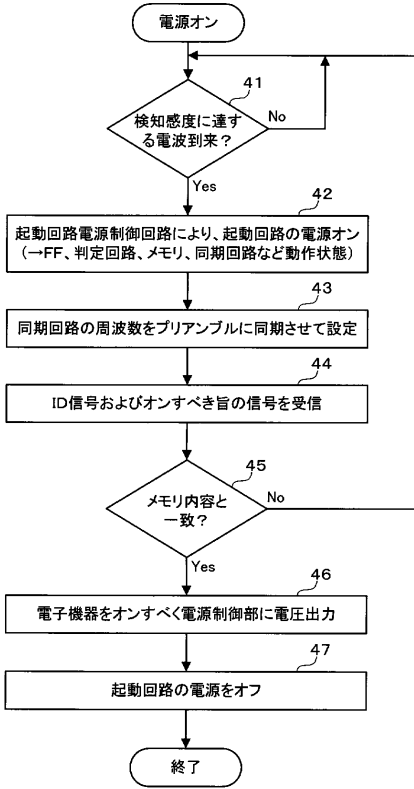 電源オン
41
検知感度に達す
る電波到来?
No
Yes
42
起動回路電源制御回路により、起動回路の電源オン
(→FF、判定回路、メモリ、同期回路など動作状態)
43
同期回路の周波数をプリアンブルに同期させて設定
44
ID信号およびオンすべき旨の信号を受信
45
メモリ内容と
一致?
No
Yes
46
電子機器をオンすべく電源制御部に電圧出力
47
起動回路の電源をオフ
終了